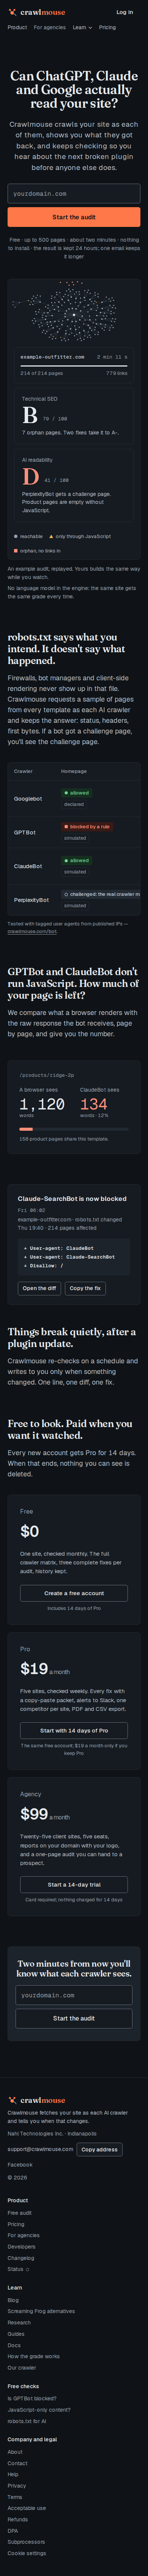 crawlmouse
Log in
Product For agencies Learn Pricing
Can ChatGPT, Claude
and Google actually
read your site?
Crawlmouse crawls your site as each
of them, shows you what they got
back, and keeps checking so you
hear about the next broken plugin
before anyone else does.
yourdomain.com
Start the audit
Free · up to 500 pages · about two minutes · nothing
to install · the result is kept 24 hours; one email keeps
it longer
example-outfitter.com 2 min 11 s
214 of 214 pages 779 links
Technical SEO
B 79 / 100
7 orphan pages. Two fixes take it to A–.
AI readability
D 41 / 100
PerplexityBot gets a challenge page.
Product pages are empty without
JavaScript.
reachable only through JavaScript
orphan, no links in
An example audit, replayed. Yours builds the same way
while you watch.
No language model in the engine: the same site gets
the same grade every time.
robots.txt says what you
intend. It doesn't say what
happened.
Firewalls, bot managers and client-side
rendering never show up in that file.
Crawlmouse requests a sample of pages
from every template as each AI crawler
and keeps the answer: status, headers,
first bytes. If a bot got a challenge page,
you'll see the challenge page.
Crawler Homepage
Googlebot
allowed
declared
GPTBot
blocked by a rule
simulated
ClaudeBot
allowed
simulated
PerplexityBot
challenged: the real crawler m
simulated
Tested with tagged user agents from published IPs —
crawlmouse.com/bot.
GPTBot and ClaudeBot don't
run JavaScript. How much of
your page is left?
We compare what a browser renders with
the raw response the bot receives, page
by page, and give you the number.
/products/ridge-2p
A browser sees ClaudeBot sees
1,120 134
words words · 12%
158 product pages share this template.
Claude-SearchBot is now blocked
Fri 06:02
example-outfitter.com · robots.txt changed
Thu 19:40 · 214 pages affected
+ User-agent: ClaudeBot
+ User-agent: Claude-SearchBot
+ Disallow: /
Open the diff Copy the fix
Things break quietly, after a
plugin update.
Crawlmouse re-checks on a schedule and
writes to you only when something
changed. One line, one diff, one fix.
Free to look. Paid when you
want it watched.
Every new account gets Pro for 14 days.
When that ends, nothing you can see is
deleted.
Free
$0
One site, checked monthly. The full
crawler matrix, three complete fixes per
audit, history kept.
Create a free account
Includes 14 days of Pro
Pro
$19 a month
Five sites, checked weekly. Every fix with
a copy-paste packet, alerts to Slack, one
competitor per site, PDF and CSV export.
Start with 14 days of Pro
The same free account; $19 a month only if you
keep Pro
Agency
$99 a month
Twenty-five client sites, five seats,
reports on your domain with your logo,
and a one-page audit you can hand to a
prospect.
Start a 14-day trial
Card required; nothing charged for 14 days
Two minutes from now you'll
know what each crawler sees.
yourdomain.com
Start the audit
crawlmouse
Crawlmouse fetches your site as each AI crawler
and tells you when that changes.
Nahl Technologies Inc. · Indianapolis
support@crawlmouse.com Copy address
Facebook
© 2026
Product
Free audit
Pricing
For agencies
Developers
Changelog
Status
Learn
Blog
Screaming Frog alternatives
Research
Guides
Docs
How the grade works
Our crawler
Free checks
Is GPTBot blocked?
JavaScript-only content?
robots.txt for AI
Company and legal
About
Contact
Help
Privacy
Terms
Acceptable use
Refunds
DPA
Subprocessors
Cookie settings